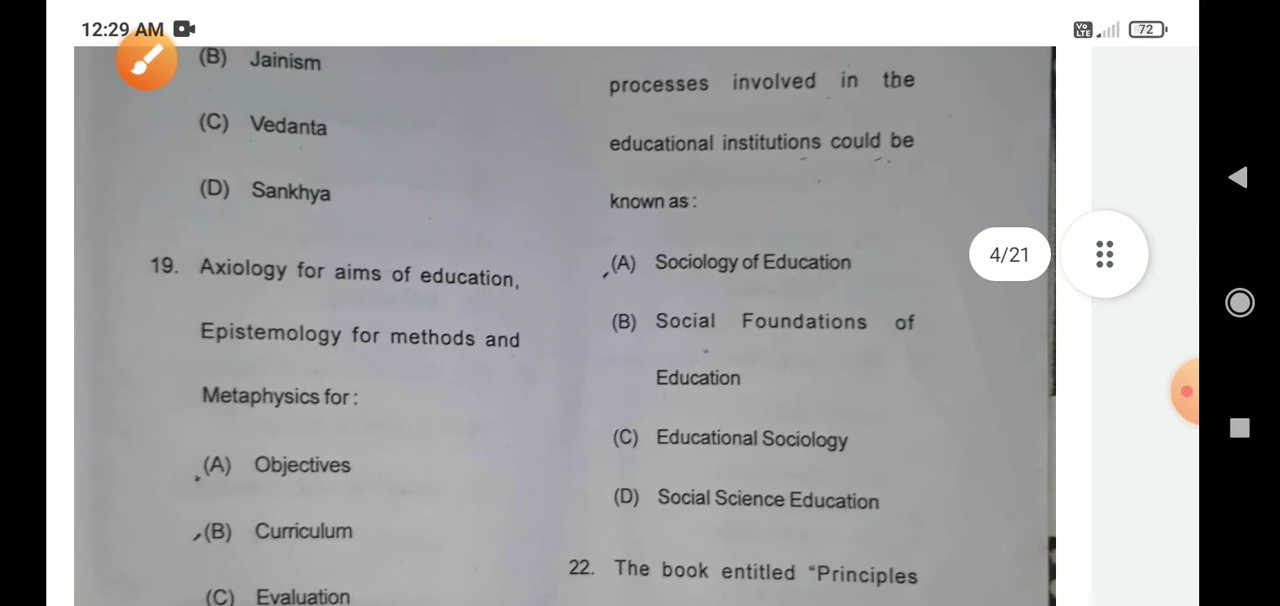 12:29 AM
Vo LTE
72
(B) Jainism
(C) Vedanta
(D) Sankhya
19. Axiology for aims of education,
Epistemology for methods and
Metaphysics for :
(A) Objectives
(B) Curriculum
(C) Evaluation
processes involved in the
educational institutions could be
known as :
(A) Sociology of Education
(B) Social Foundations of
Education
(C) Educational Sociology
(D) Social Science Education
22. The book entitled "Principles
4/21